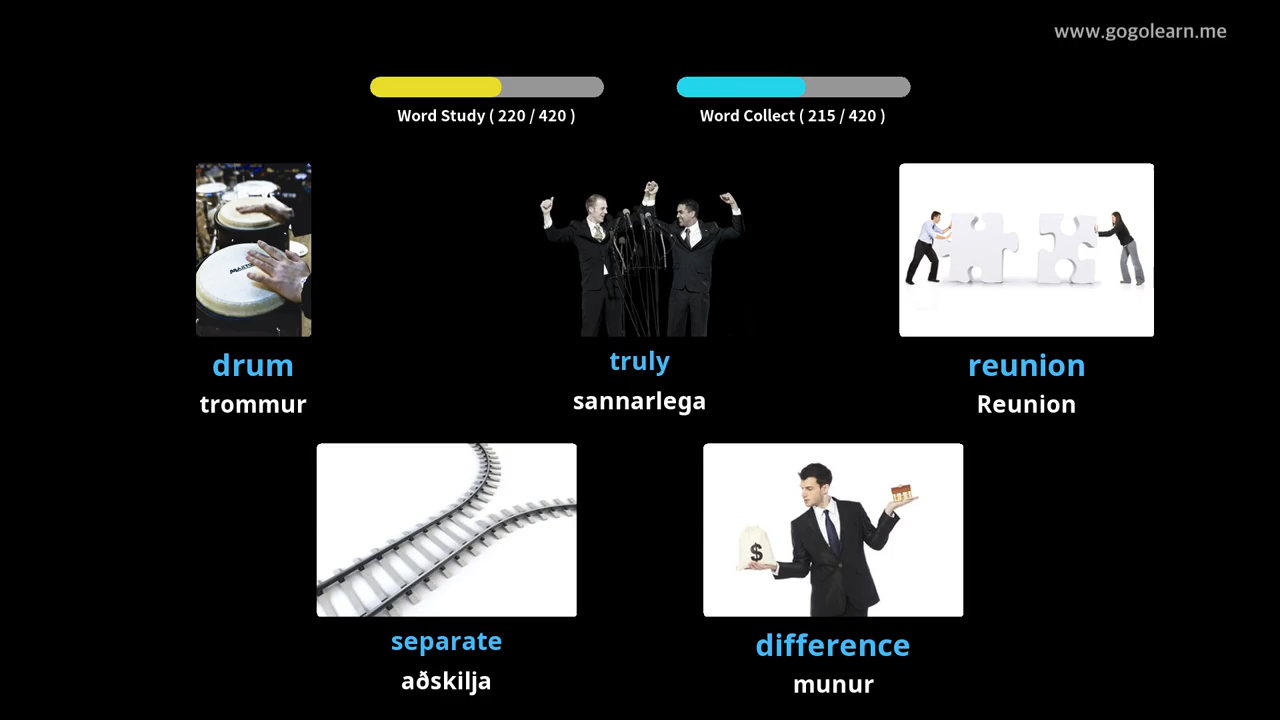 www.gogolearn.me
Word Study ( 220 / 420 )
Word Collect ( 215 / 420 )
drum
trommur
truly
sannarlega
reunion
Reunion
$
separate
aðskilja
difference
munur